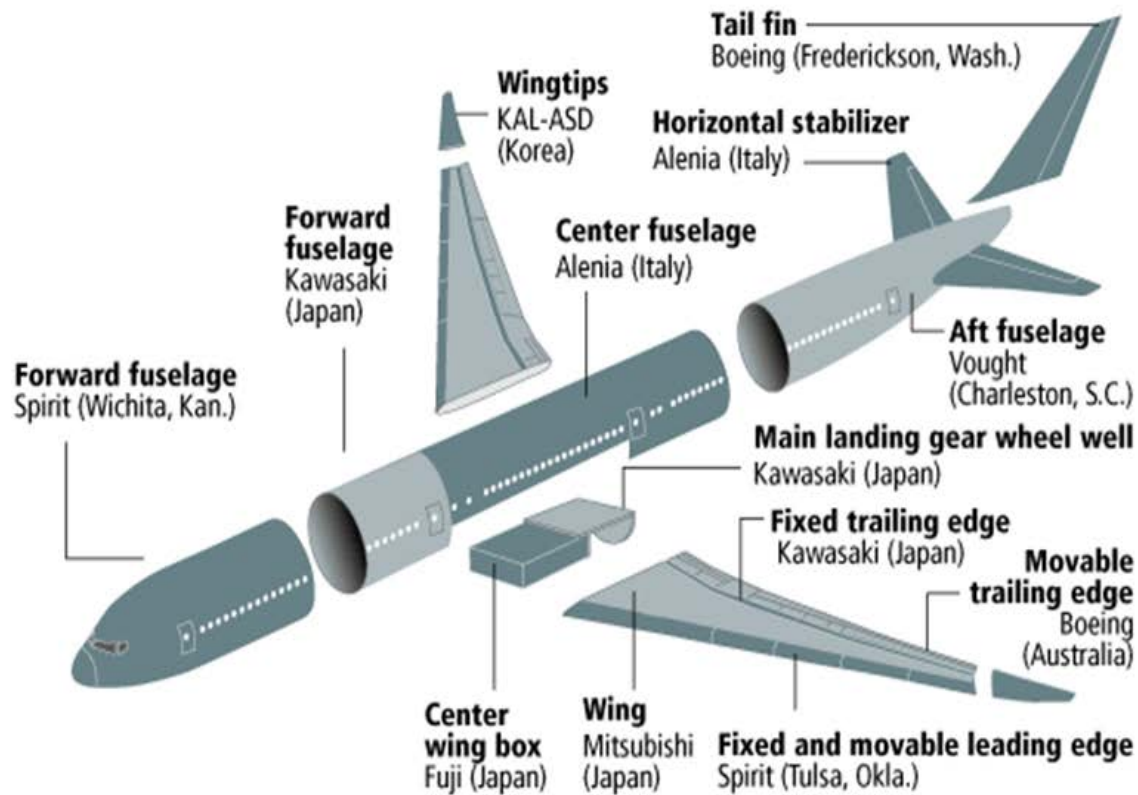 Tail fin
Boeing (Frederickson, Wash.)
Wingtips
KAL-ASD
(Korea)
Horizontal stabilizer
Alenia (Italy)
Forward
fuselage
Kawasaki
(Japan)
Center fuselage
Alenia (Italy)
Forward fuselage
Spirit (Wichita, Kan.)
Aft fuselage
Vought
(Charleston, S.C.)
Main landing gear wheel well
Kawasaki (Japan)
Fixed trailing edge
Kawasaki (Japan)
Movable
trailing edge
Boeing
(Australia)
Center
wing box
Fuji (Japan)
Wing
Mitsubishi
(Japan)
Fixed and movable leading edge
Spirit (Tulsa, Okla.)